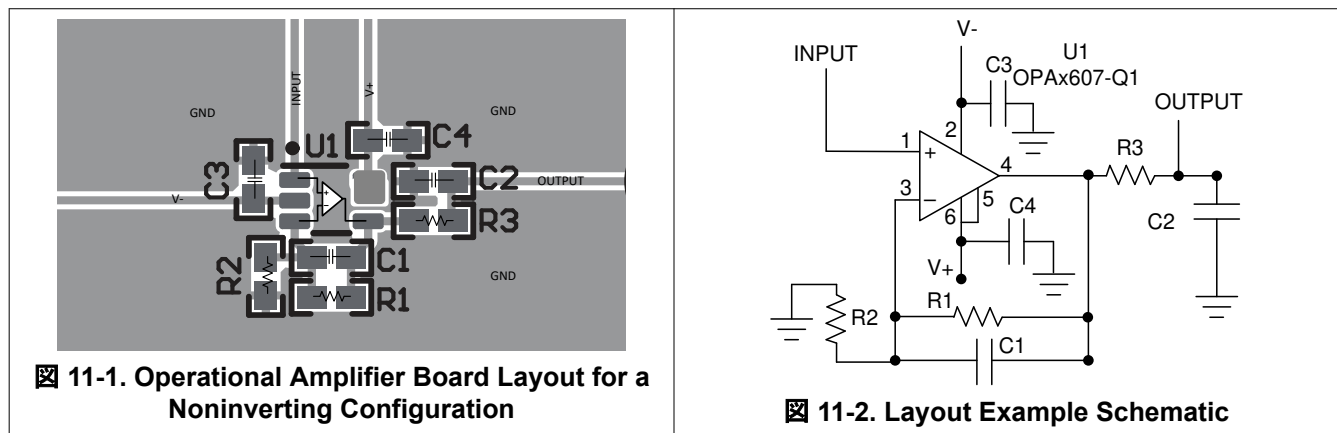 INPUT
V+
GND
GND
U1
C4
C3
C2
OUTPUT
V-
R3
C1
R2
GND
R1
図 11-1. Operational Amplifier Board Layout for a
Noninverting Configuration
V-
U1
INPUT
C3
OPAx607-Q1
OUTPUT
2
1
+
R3
4
3
5
−
C4
6
C2
V+
R1
R2
C1
図 11-2. Layout Example Schematic